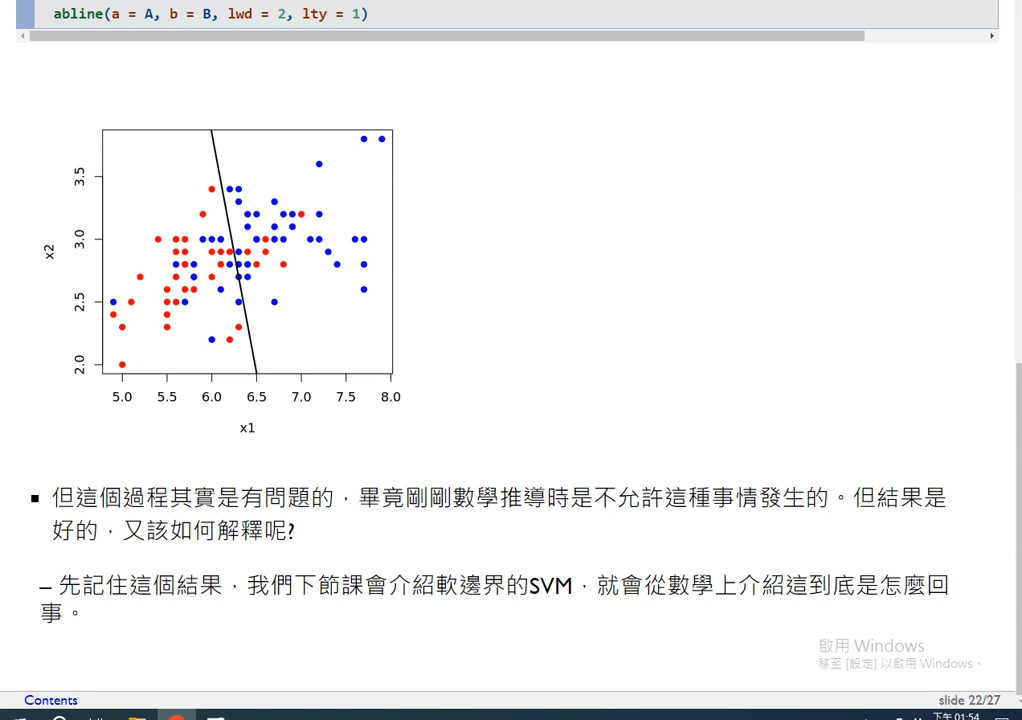 abline(a = A, b = B, lwd = 2, lty = 1)
3.5
3.0
2.5
2.0
x2
5.0 5.5 6.0 6.5 7.0 7.5 8.0
x1
▪ 但這個過程其實是有問題的，畢竟剛剛數學推導時是不允許這種事情發生的。但結果是
好的，又該如何解釋呢?
– 先記住這個結果，我們下節課會介紹軟邊界的SVM，就會從數學上介紹這到底是怎麼回
事。
啟用 Windows
移至 [設定] 以啟用 Windows。
Contents
slide 22/27
下午 01:54